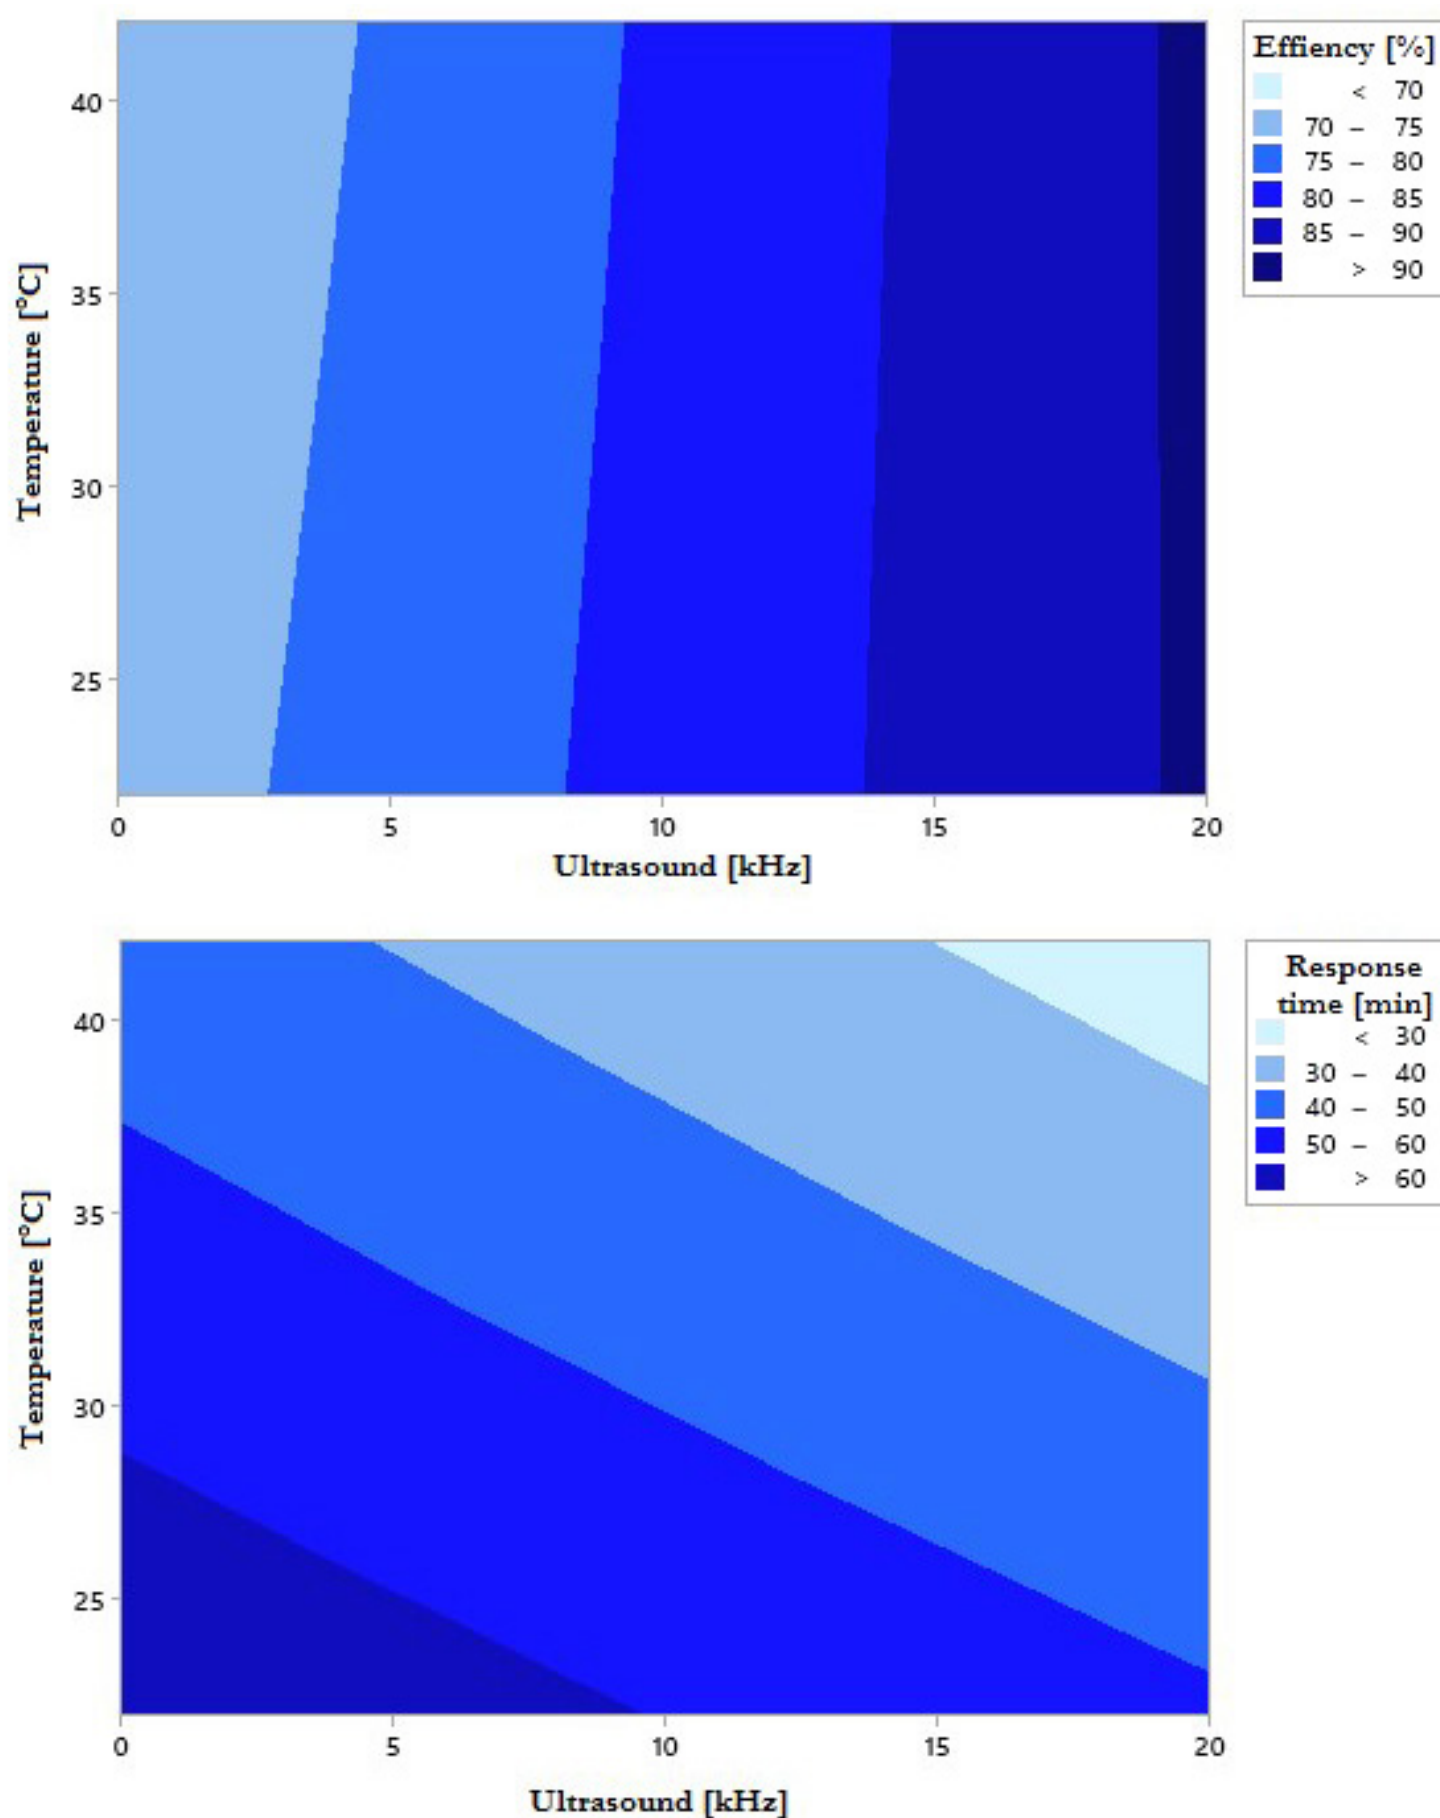 Effiency [%]
< 70
70 – 75
75 – 80
80 – 85
85 – 90
> 90
40
35
30
25
Temperature [°C]
0 5 10 15 20
Ultrasound [kHz]
Response
time [min]
< 30
30 – 40
40 – 50
50 – 60
> 60
40
35
30
25
Temperature [°C]
0 5 10 15 20
Ultrasound [kHz]